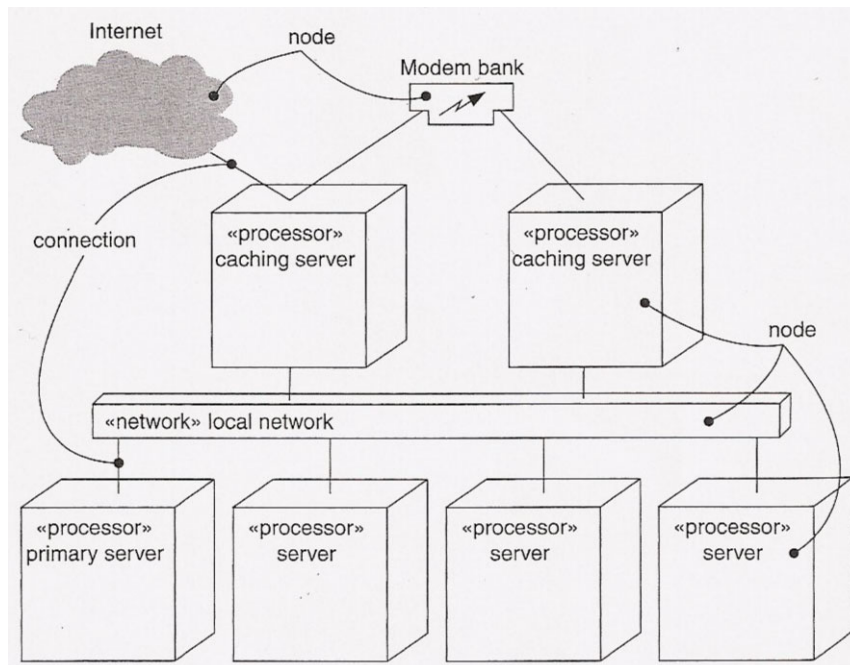 Internet
node
Modem bank
«processor»
caching server
«processor»
caching server
connection
node
«network» local network
«processor»
primary server
«processor»
server
«processor»
server
«processor»
server